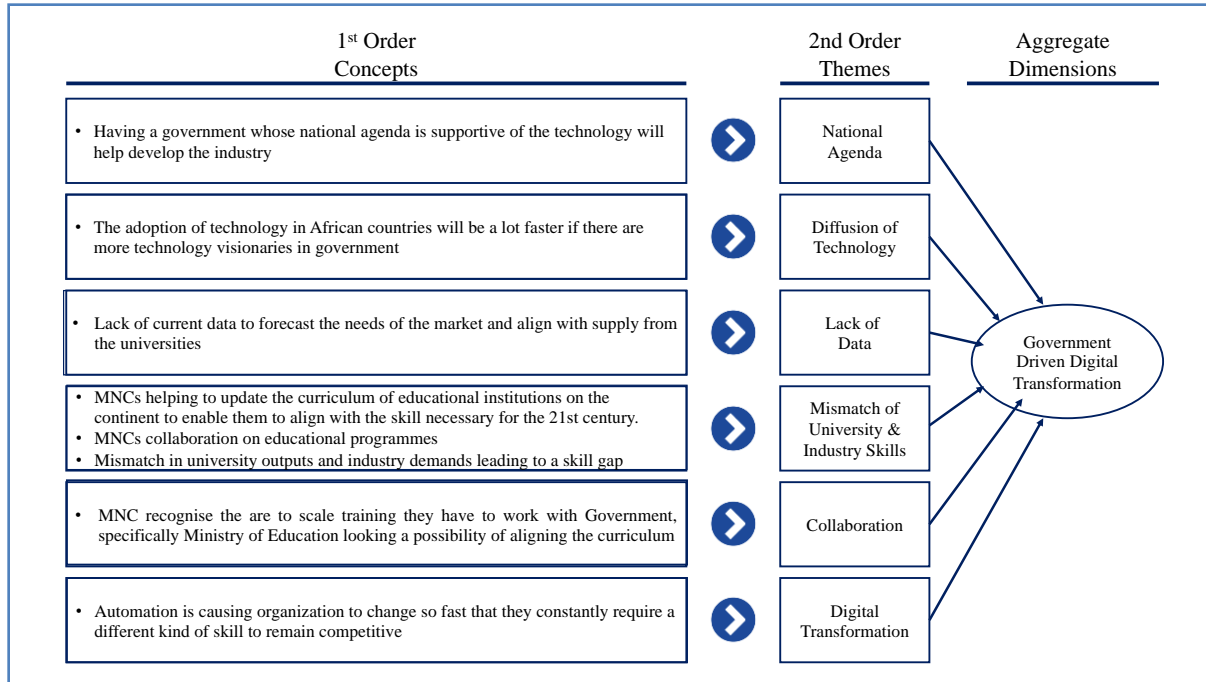 1st Order
Concepts
2nd Order
Themes
Aggregate
Dimensions
• Having a government whose national agenda is supportive of the technology will
help develop the industry
National
Agenda
• The adoption of technology in African countries will be a lot faster if there are
more technology visionaries in government
Diffusion of
Technology
• Lack of current data to forecast the needs of the market and align with supply from
the universities
Lack of
Data
Government
Driven Digital
Transformation
• MNCs helping to update the curriculum of educational institutions on the
continent to enable them to align with the skill necessary for the 21st century.
• MNCs collaboration on educational programmes
• Mismatch in university outputs and industry demands leading to a skill gap
Mismatch of
University &
Industry Skills
• MNC recognise the are to scale training they have to work with Government,
specifically Ministry of Education looking a possibility of aligning the curriculum
Collaboration
• Automation is causing organization to change so fast that they constantly require a
different kind of skill to remain competitive
Digital
Transformation